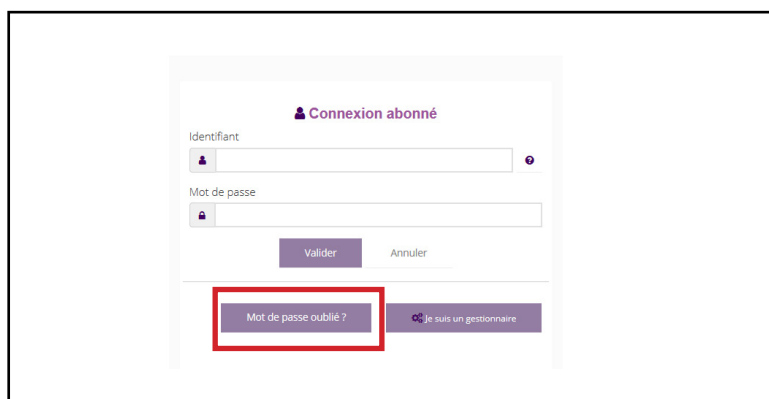 Connexion abonné
Identifiant
Mot de passe
Valider Annuler
Mot de passe oublié ? Je suis un gestionnaire